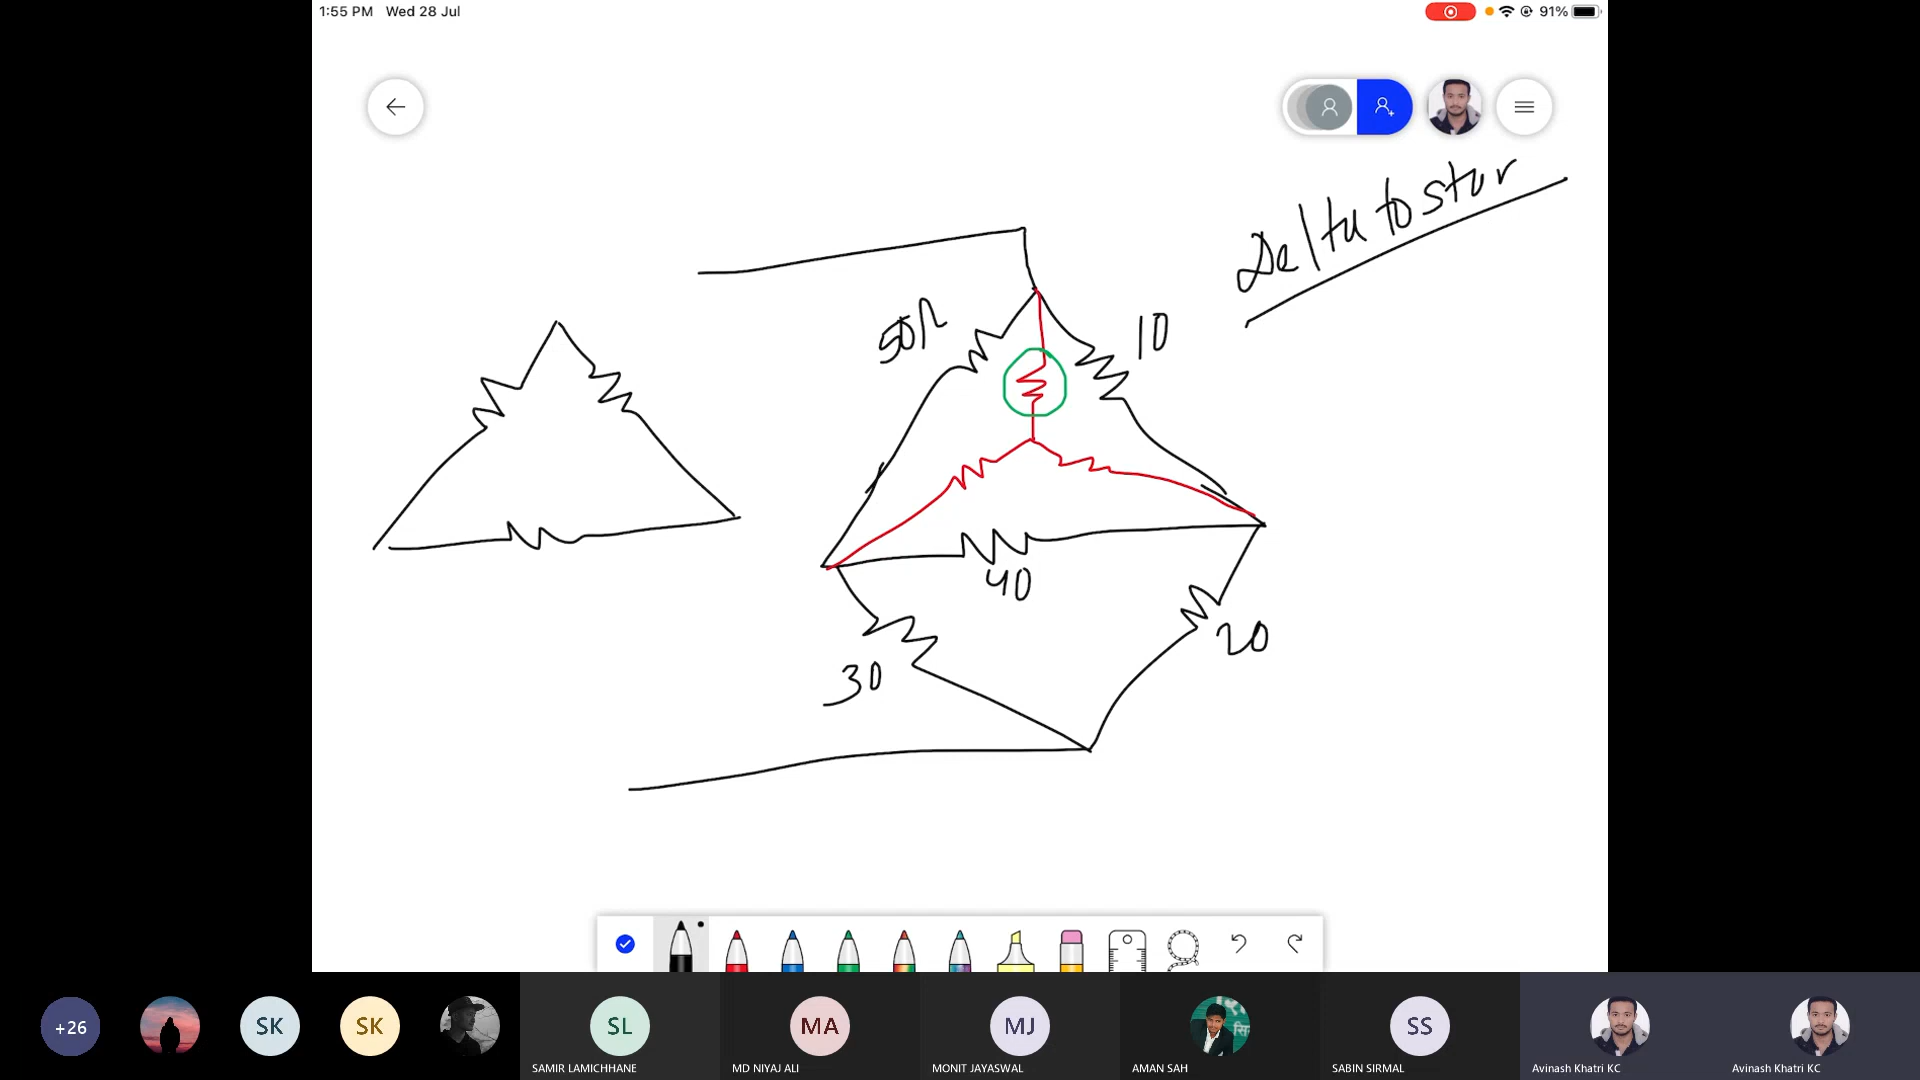 1:55 PM Wed 28 Jul
91%
Delta to star
50Ω
10
40
30
20
+26
SK
SK
SL
MA
MJ
SS
SAMIR LAMICHHANE
MD NIYAJ ALI
MONIT JAYASWAL
AMAN SAH
SABIN SIRMAL
Avinash Khatri KC
Avinash Khatri KC